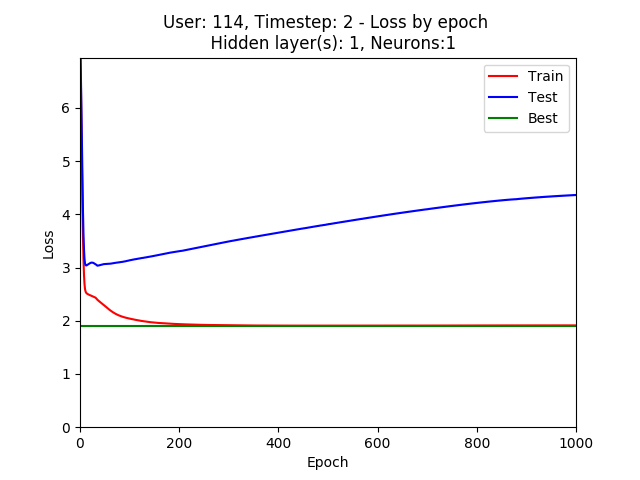 User: 114, Timestep: 2 - Loss by epoch
Hidden layer(s): 1, Neurons:1
Train
Test
Best
Loss
6
5
4
3
2
1
0
0 200 400 600 800 1000
Epoch